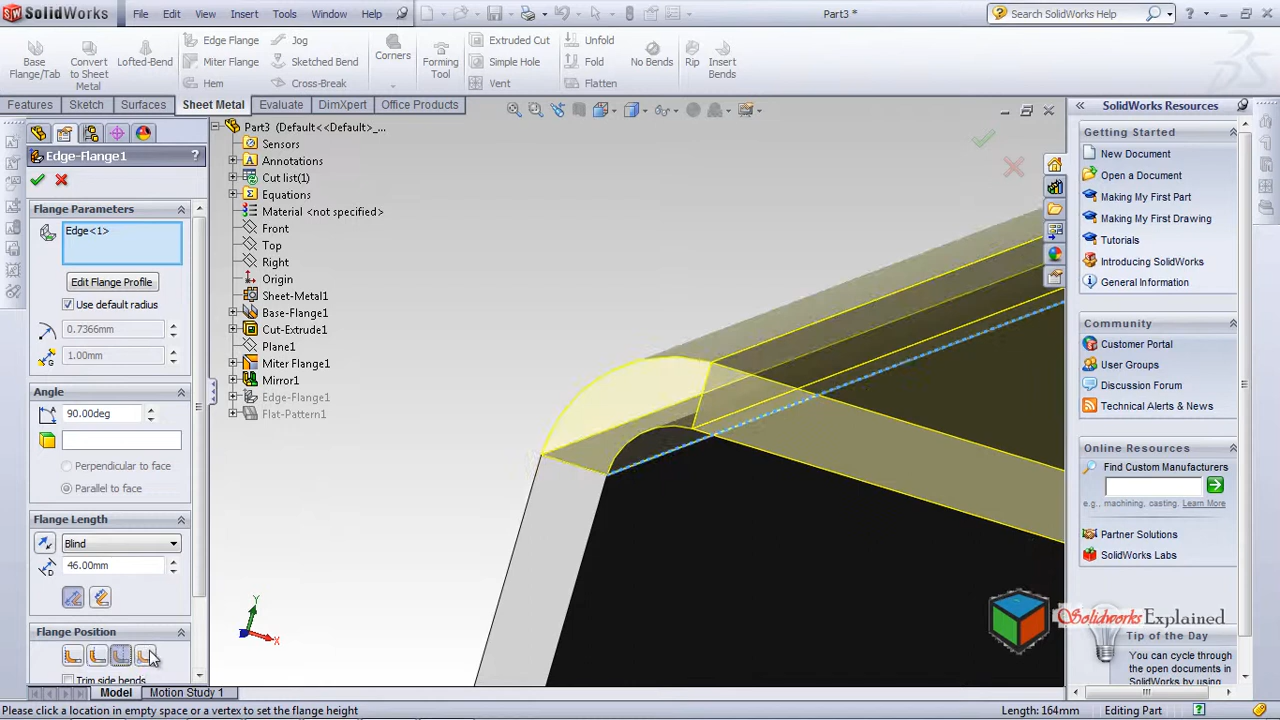 SolidWorks File Edit View Insert Tools Window Help Part3 * Search SolidWorks Help
Base Flange/Tab
Convert to Sheet Metal
Lofted-Bend
Edge Flange
Miter Flange
Hem
Jog
Sketched Bend
Cross-Break
Corners
Forming Tool
Extruded Cut
Simple Hole
Vent
Unfold
Fold
Flatten
No Bends
Rip
Insert Bends
Features Sketch Surfaces Sheet Metal Evaluate DimXpert Office Products
Edge-Flange1 ?
Flange Parameters
Edge<1>
Edit Flange Profile
Use default radius
0.7366mm
1.00mm
Angle
90.00deg
Perpendicular to face
Parallel to face
Flange Length
Blind
46.00mm
Flange Position
Trim side bends
Part3 (Default<<Default>_...
Sensors
Annotations
Cut list(1)
Equations
Material <not specified>
Front
Top
Right
Origin
Sheet-Metal1
Base-Flange1
Cut-Extrude1
Plane1
Miter Flange1
Mirror1
Edge-Flange1
Flat-Pattern1
Y
X
SolidWorks Resources
Getting Started
New Document
Open a Document
Making My First Part
Making My First Drawing
Tutorials
Introducing SolidWorks
General Information
Community
Customer Portal
User Groups
Discussion Forum
Technical Alerts & News
Online Resources
Find Custom Manufacturers
e.g., machining, casting. Learn More
Partner Solutions
SolidWorks Labs
Solidworks Explained
Tip of the Day
You can cycle through
the open documents in
SolidWorks by using
Model Motion Study 1
Please click a location in empty space or a vertex to set the flange height Length: 164mm Editing Part